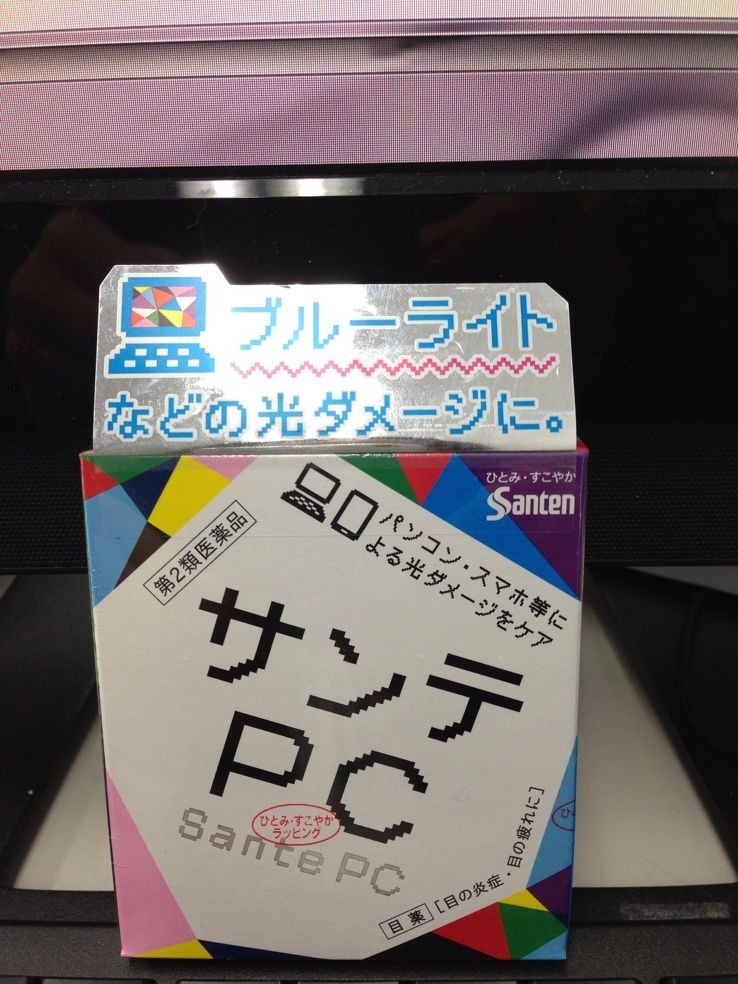 ブルーライト
などの光ダメージに。
ひとみ・すこやか
Santen
第2類医薬品
パソコン・スマホ等に
よる光ダメージをケア
サンテ
PC
Sante PC
ひとみ・すこやか
ラッピング
目薬 [目の炎症・目の疲れに]
ひ